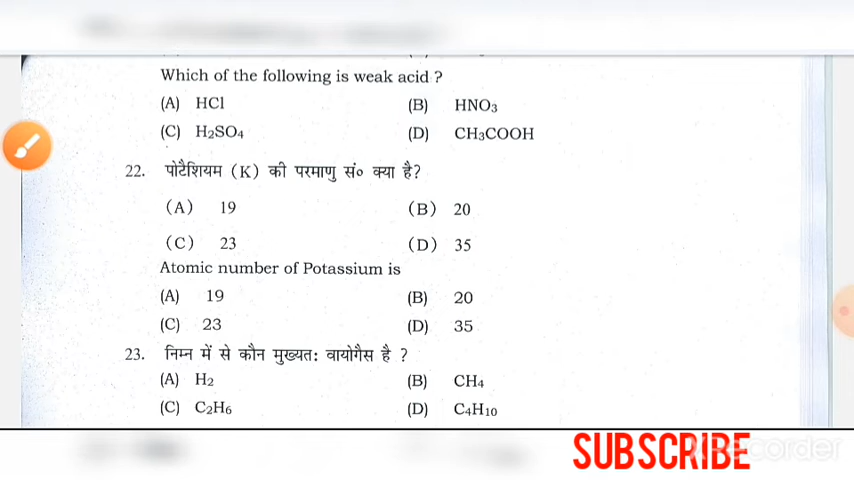 Which of the following is weak acid ?
(A) HCl (B) HNO₃
(C) H₂SO₄ (D) CH₃COOH
22. पोटैशियम (K) की परमाणु सं० क्या है?
(A) 19 (B) 20
(C) 23 (D) 35
Atomic number of Potassium is
(A) 19 (B) 20
(C) 23 (D) 35
23. निम्न में से कौन मुख्यतः वायोगैस है ?
(A) H₂ (B) CH₄
(C) C₂H₆ (D) C₄H₁₀
SUBSCRIBE